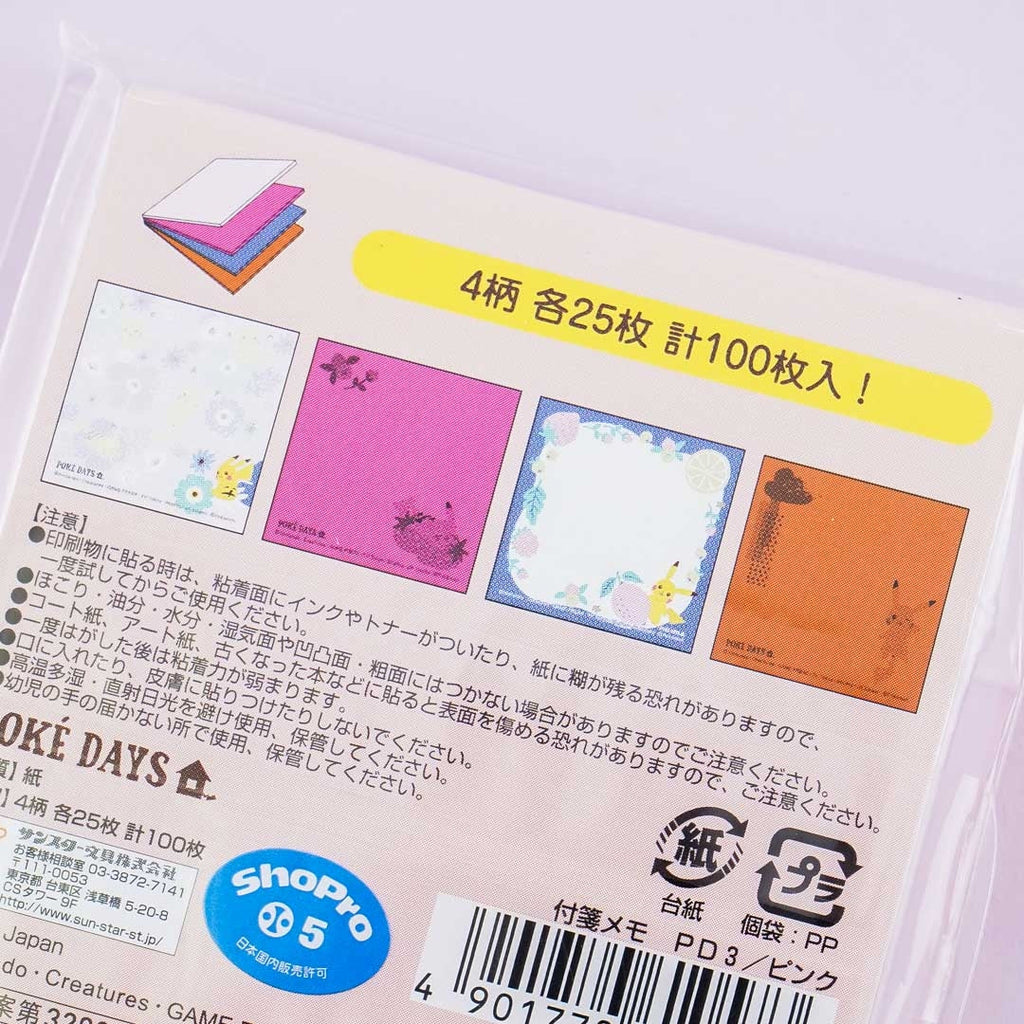 4柄 各25枚 計100枚入！
POKÉ DAYS
POKÉ DAYS
POKÉ DAYS
【注意】
●印刷物に貼る時は、粘着面にインクやトナーがついたり、紙に糊が残る恐れがありますので、
一度試してからご使用ください。
●ほこり・油分・水分・湿気面や凹凸面・粗面にはつかない場合がありますのでご注意ください。
●コート紙、アート紙、古くなった本などに貼ると表面を傷める恐れがありますので、ご注意ください。
●一度はがした後は粘着力が弱まります。
●口に入れたり、皮膚に貼りつけたりしないでください。
●高温多湿・直射日光を避け使用、保管してください。
●幼児の手の届かない所で使用、保管してください。
OKÉ DAYS
質】紙
】4柄 各25枚 計100枚
サンスター文具株式会社
お客様相談室 03-3872-7141
〒111-0053
東京都 台東区 浅草橋 5-20-8
CSタワー 9F
http://www.sun-star-st.jp/
Japan
do・Creatures・GAME
案第
ShoPro
5
日本国内販売許可
紙
台紙
プラ
個袋：PP
付箋メモ PD3／ピンク
4 90177